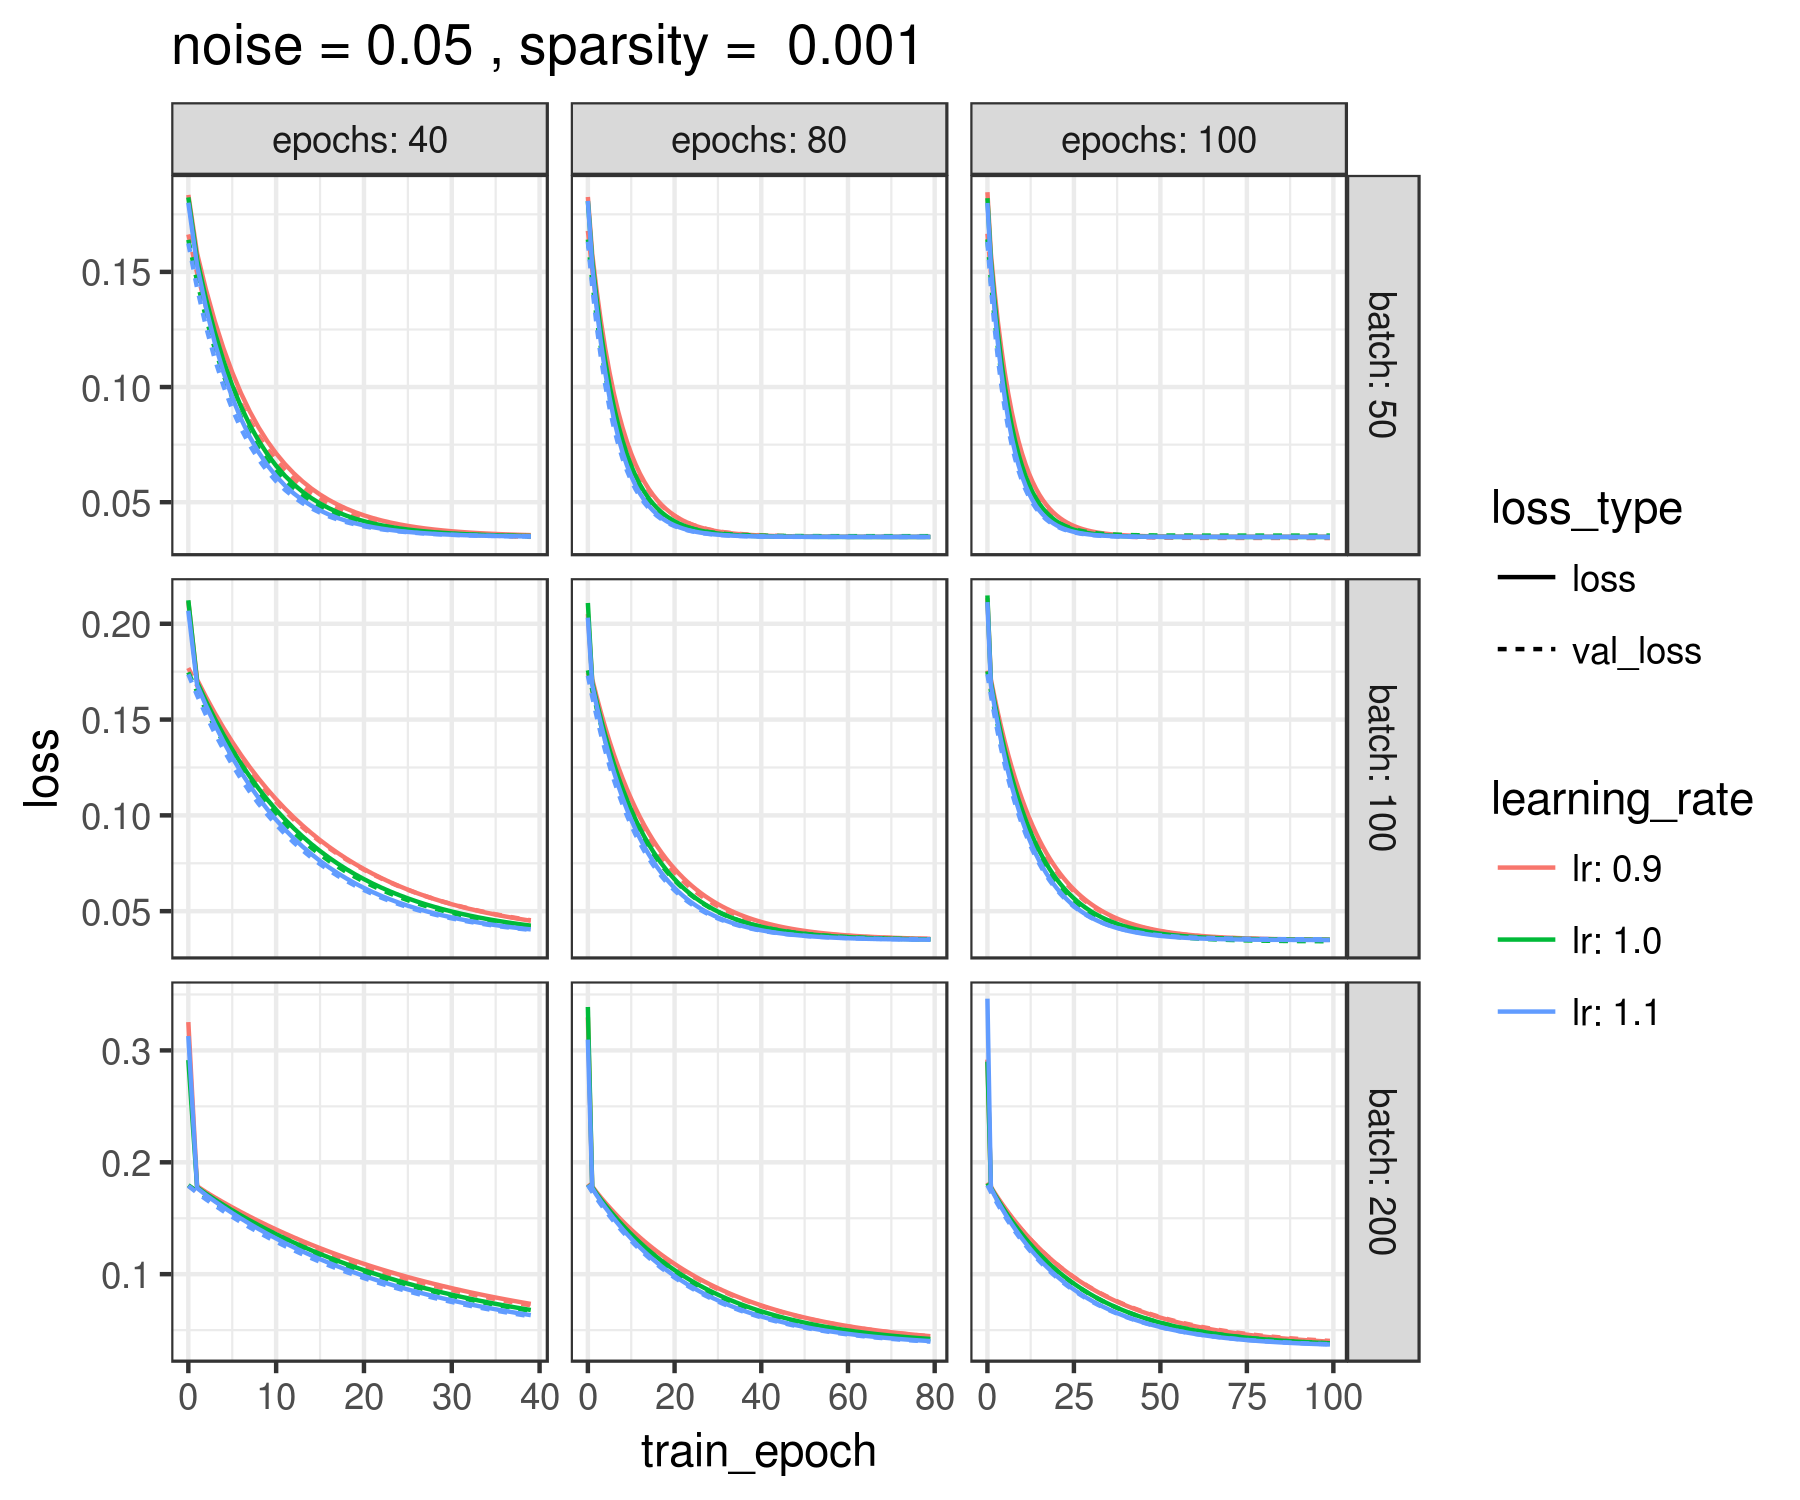 noise = 0.05 , sparsity =  0.001
epochs: 40
epochs: 80
epochs: 100
0.15
0.10
0.05
batch: 50
0.20
0.15
0.10
0.05
batch: 100
0.3
0.2
0.1
batch: 200
0 10 20 30 40
0 20 40 60 80
0 25 50 75 100
train_epoch
loss
loss_type
loss
val_loss
learning_rate
lr: 0.9
lr: 1.0
lr: 1.1